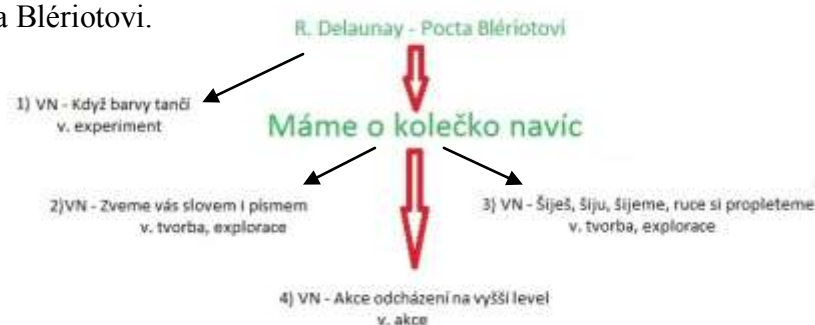 a Blériotovi.
R. Delaunay - Pocta Blériotovi
1) VN - Když barvy tančí
v. experiment
Máme o kolečko navíc
2)VN - Zveme vás slovem i písmem
v. tvorba, explorace
3) VN - Šiješ, šiju, šijeme, ruce si propleteme
v. tvorba, explorace
4) VN - Akce odcházení na vyšší level
v. akce